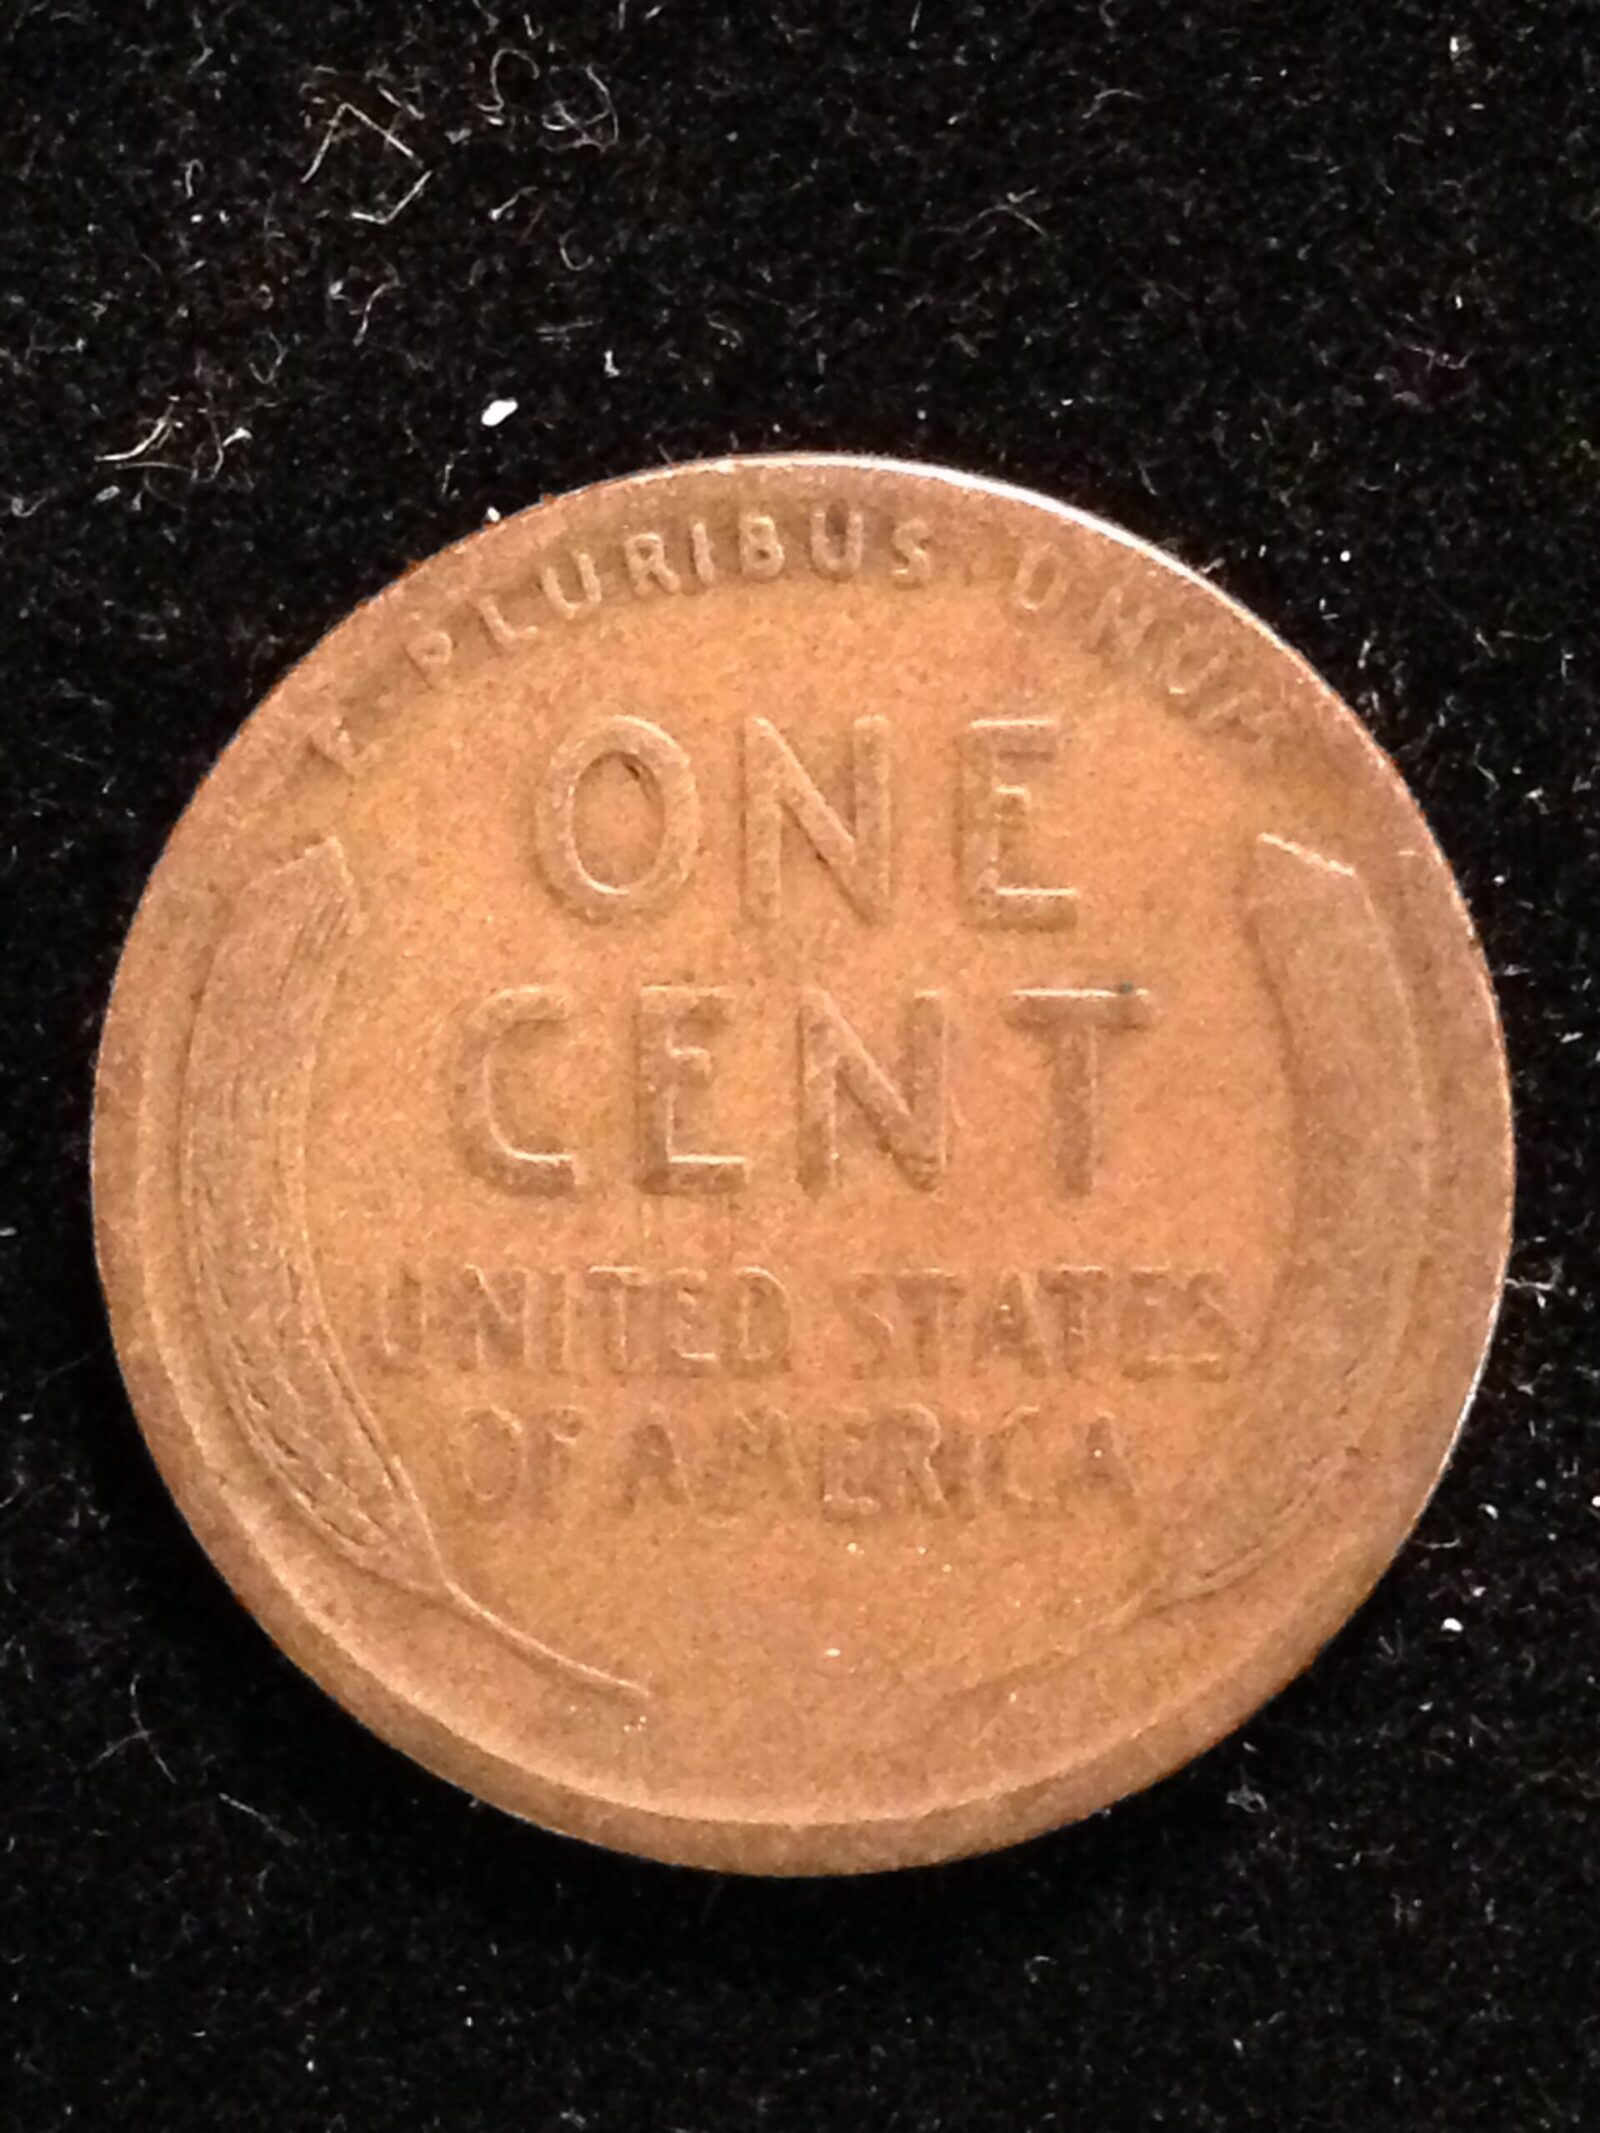 E · PLURIBUS · UNUM
ONE
CENT
UNITED STATES
OF AMERICA